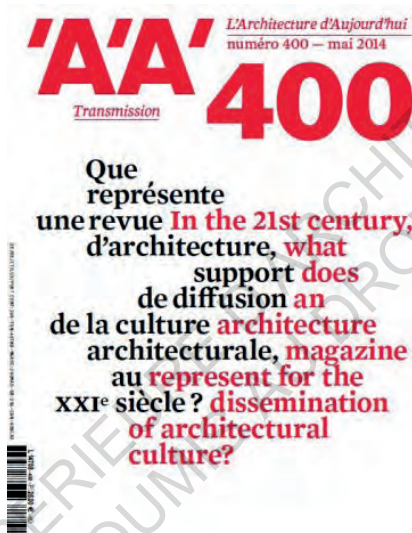 'A'A'
L'Architecture d'Aujourd'hui
numéro 400 — mai 2014
Transmission
400
Que
représente
une revue In the 21st century,
d'architecture, what
support does
de diffusion an
de la culture architecture
architecturale, magazine
au represent for the
XXIe siècle ? dissemination
of architectural
culture?